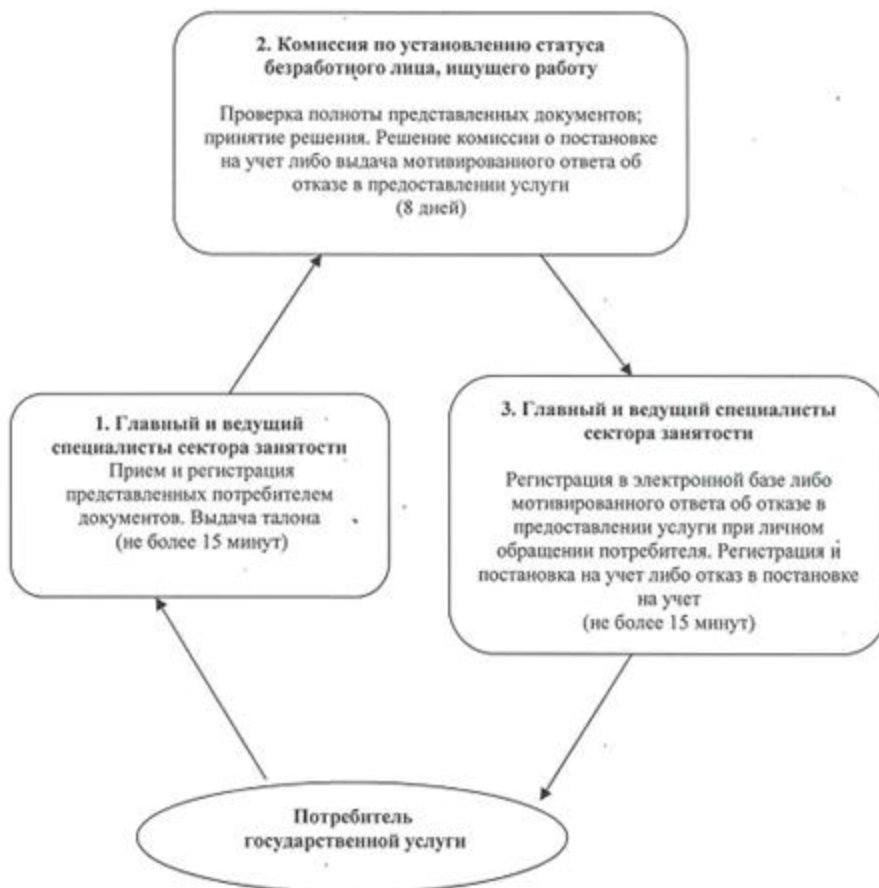 2. Комиссия по установлению статуса
безработного лица, ищущего работу
Проверка полноты представленных документов;
принятие решения. Решение комиссии о постановке
на учет либо выдача мотивированного ответа об
отказе в предоставлении услуги
(8 дней)
1. Главный и ведущий
специалисты сектора занятости
Прием и регистрация
представленных потребителем
документов. Выдача талона
(не более 15 минут)
3. Главный и ведущий специалисты
сектора занятости
Регистрация в электронной базе либо
мотивированного ответа об отказе в
предоставлении услуги при личном
обращении потребителя. Регистрация и
постановка на учет либо отказ в постановке
на учет
(не более 15 минут)
Потребитель
государственной услуги